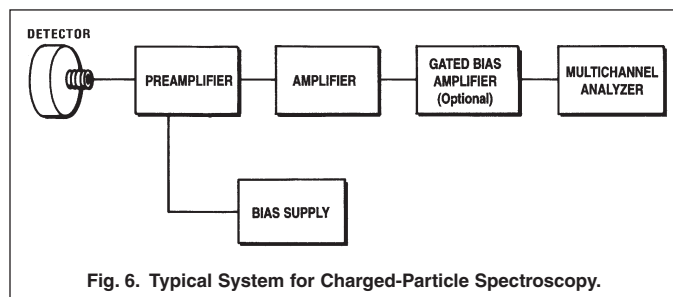 DETECTOR
PREAMPLIFIER
AMPLIFIER
GATED BIAS
AMPLIFIER
(Optional)
MULTICHANNEL
ANALYZER
BIAS SUPPLY
Fig. 6. Typical System for Charged-Particle Spectroscopy.